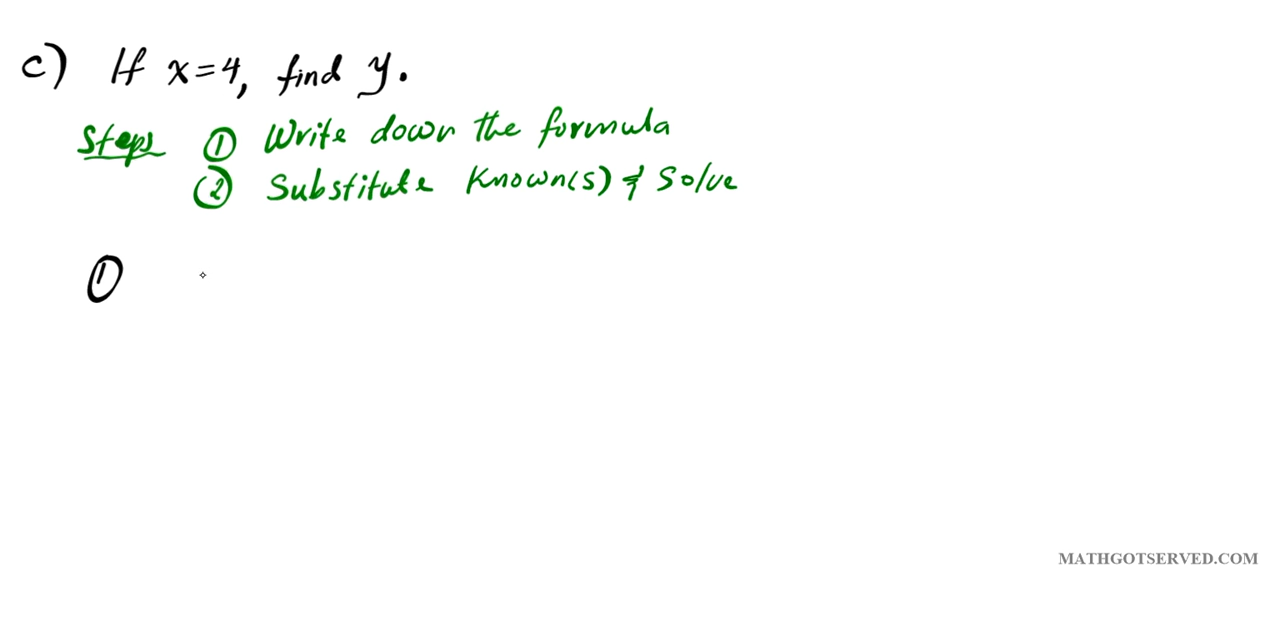 c) If x=4, find y.
Steps ① Write down the formula
② Substitute Known(s) & Solve
①
MATHGOTSERVED.COM